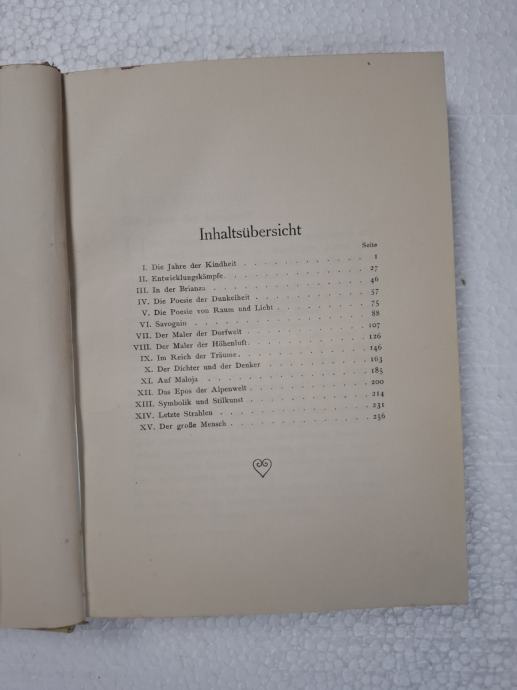 Inhaltsübersicht
Seite
I. Die Jahre der Kindheit . . . . . . . . . . . 1
II. Entwicklungskämpfe . . . . . . . . . . . 27
III. In der Brianza . . . . . . . . . . . 46
IV. Die Poesie der Dunkelheit . . . . . . . . . . 57
V. Die Poesie von Raum und Licht . . . . . . . . 75
VI. Savognin . . . . . . . . . . . . 88
VII. Der Maler der Dorfwelt . . . . . . . . . . 107
VIII. Der Maler der Höhenluft . . . . . . . . . . 126
IX. Im Reich der Träume . . . . . . . . . . 146
X. Der Dichter und der Denker . . . . . . . . . 163
XI. Auf Maloja . . . . . . . . . . . 185
XII. Das Epos der Alpenwelt . . . . . . . . . 200
XIII. Symbolik und Stilkunst . . . . . . . . . 214
XIV. Letzte Strahlen . . . . . . . . . . . 231
XV. Der große Mensch . . . . . . . . . . 236